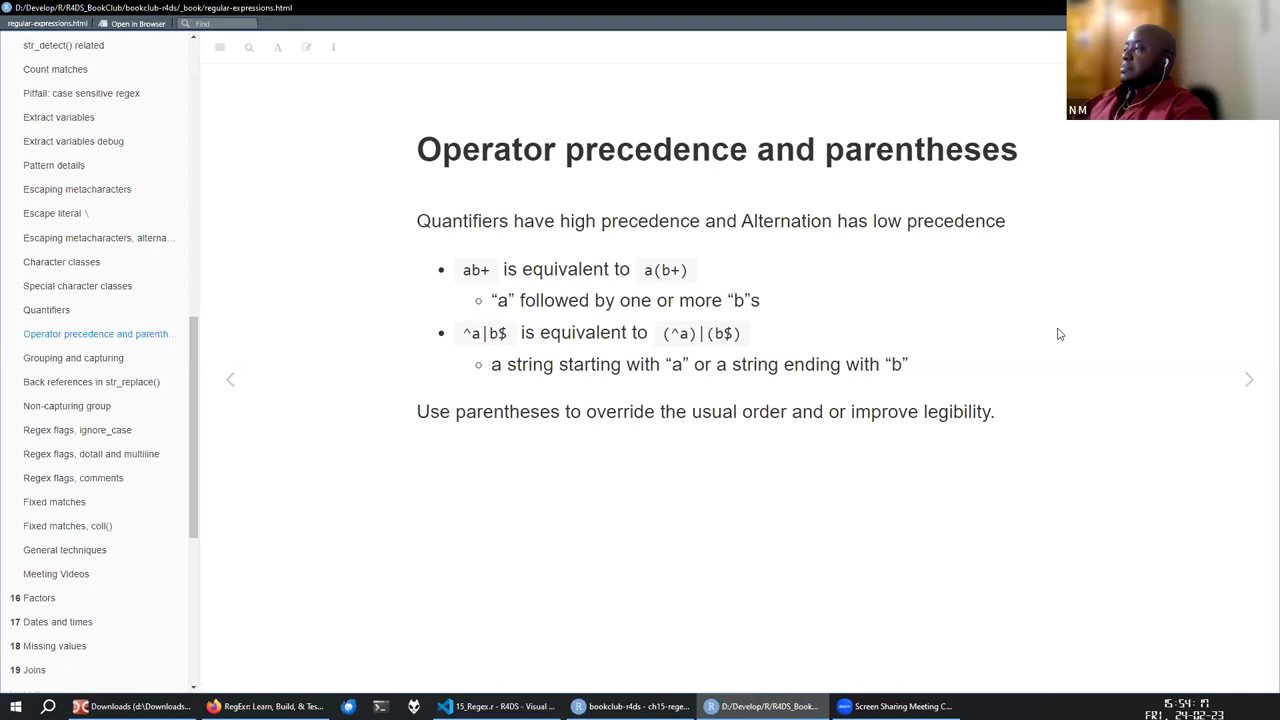 D:/Develop/R/R4DS_BookClub/bookclub-r4ds/_book/regular-expressions.html
regular-expressions.html
Open in Browser
Find
NM
str_detect() related
Count matches
Pitfall: case sensitive regex
Extract variables
Extract variables debug
Pattern details
Escaping metacharacters
Escape literal \
Escaping metacharacters, alterna...
Character classes
Special character classes
Quantifiers
Operator precedence and parenth...
Grouping and capturing
Back references in str_replace()
Non-capturing group
Regex flags, ignore_case
Regex flags, dotall and multiline
Regex flags, comments
Fixed matches
Fixed matches, coll()
General techniques
Meeting Videos
16 Factors
17 Dates and times
18 Missing values
19 Joins
Operator precedence and parentheses
Quantifiers have high precedence and Alternation has low precedence
• ab+ is equivalent to a(b+)
○ “a” followed by one or more “b”s
• ^a|b$ is equivalent to (^a)|(b$)
○ a string starting with “a” or a string ending with “b”
Use parentheses to override the usual order and or improve legibility.
Downloads (d:\Downloads...
RegExr: Learn, Build, & Tes...
15_Regex.r - R4DS - Visual ...
bookclub-r4ds - ch15-rege...
D:/Develop/R/R4DS_Book...
Screen Sharing Meeting C...
FRI, 24-02-23